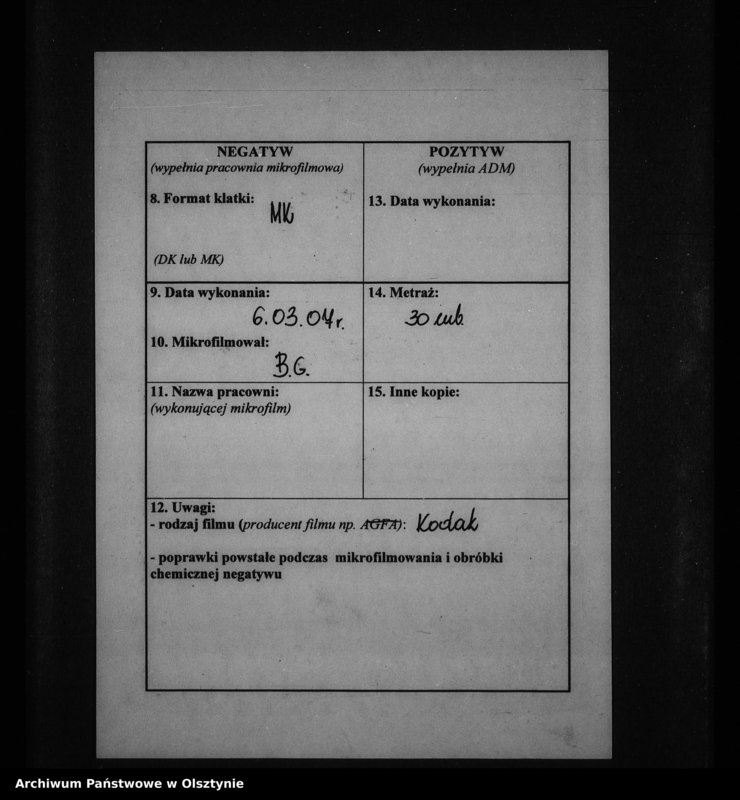 NEGATYW
(wypełnia pracownia mikrofilmowa)
8. Format klatki:
MK
(DK lub MK)
POZYTYW
(wypełnia ADM)
13. Data wykonania:
9. Data wykonania:
6.03.04r.
10. Mikrofilmował:
B.G.
14. Metraż:
30 mb
11. Nazwa pracowni:
(wykonującej mikrofilm)
15. Inne kopie:
12. Uwagi:
- rodzaj filmu (producent filmu np. AGFA): Kodak
- poprawki powstałe podczas mikrofilmowania i obróbki
chemicznej negatywu
Archiwum Państwowe w Olsztynie